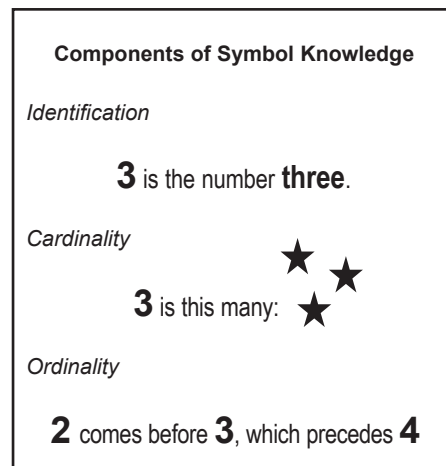 Components of Symbol Knowledge
Identification
3 is the number three.
Cardinality
3 is this many:
Ordinality
2 comes before 3, which precedes 4